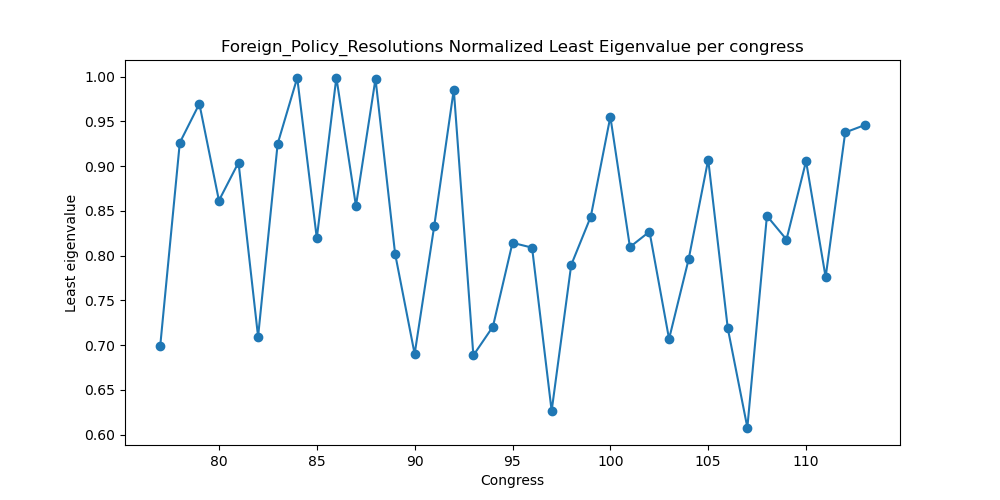 Foreign_Policy_Resolutions Normalized Least Eigenvalue per congress
Least eigenvalue
1.00
0.95
0.90
0.85
0.80
0.75
0.70
0.65
0.60
80 85 90 95 100 105 110
Congress